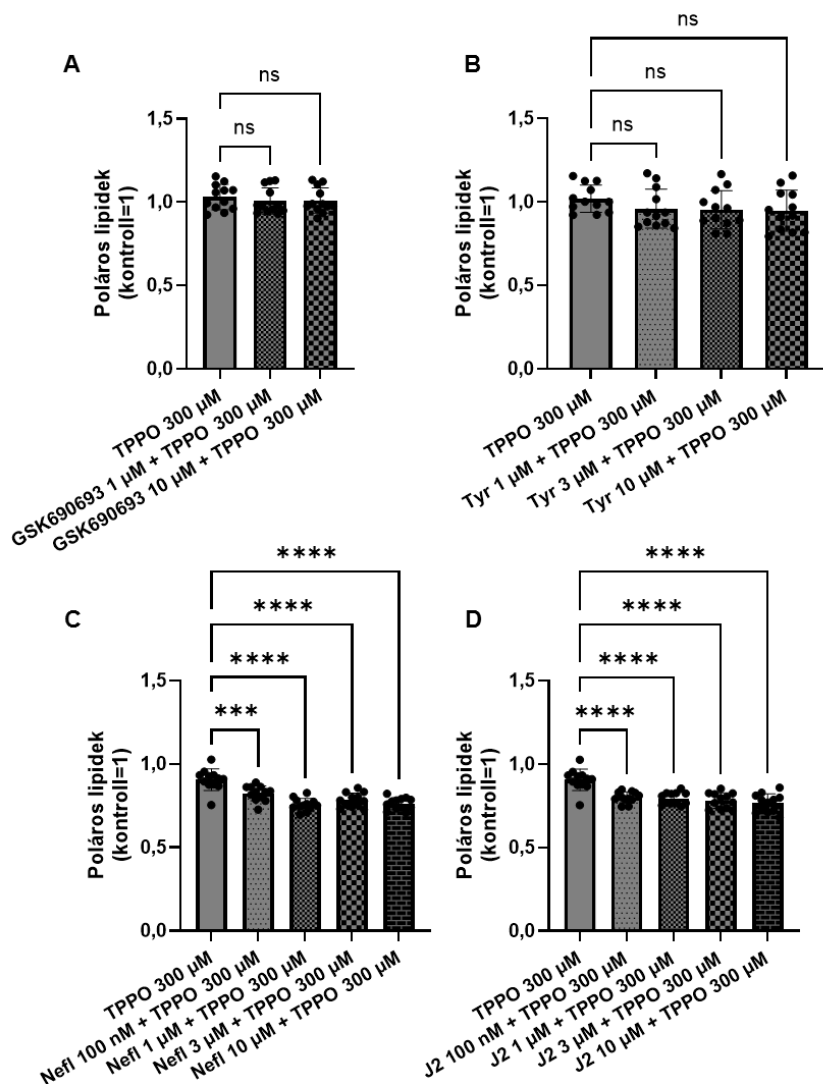 A
ns
ns
Poláros lipidek
(kontroll=1)
1,5
1,0
0,5
0,0
TPPO 300 µM
GSK690693 1 µM + TPPO 300 µM
GSK690693 10 µM + TPPO 300 µM
B
ns
ns
ns
Poláros lipidek
(kontroll=1)
1,5
1,0
0,5
0,0
TPPO 300 µM
Tyr 1 µM + TPPO 300 µM
Tyr 3 µM + TPPO 300 µM
Tyr 10 µM + TPPO 300 µM
C
****
****
****
***
Poláros lipidek
(kontroll=1)
1,5
1,0
0,5
0,0
TPPO 300 µM
Nefl 100 nM + TPPO 300 µM
Nefl 1 µM + TPPO 300 µM
Nefl 3 µM + TPPO 300 µM
Nefl 10 µM + TPPO 300 µM
D
****
****
****
****
Poláros lipidek
(kontroll=1)
1,5
1,0
0,5
0,0
TPPO 300 µM
J2 100 nM + TPPO 300 µM
J2 1 µM + TPPO 300 µM
J2 3 µM + TPPO 300 µM
J2 10 µM + TPPO 300 µM